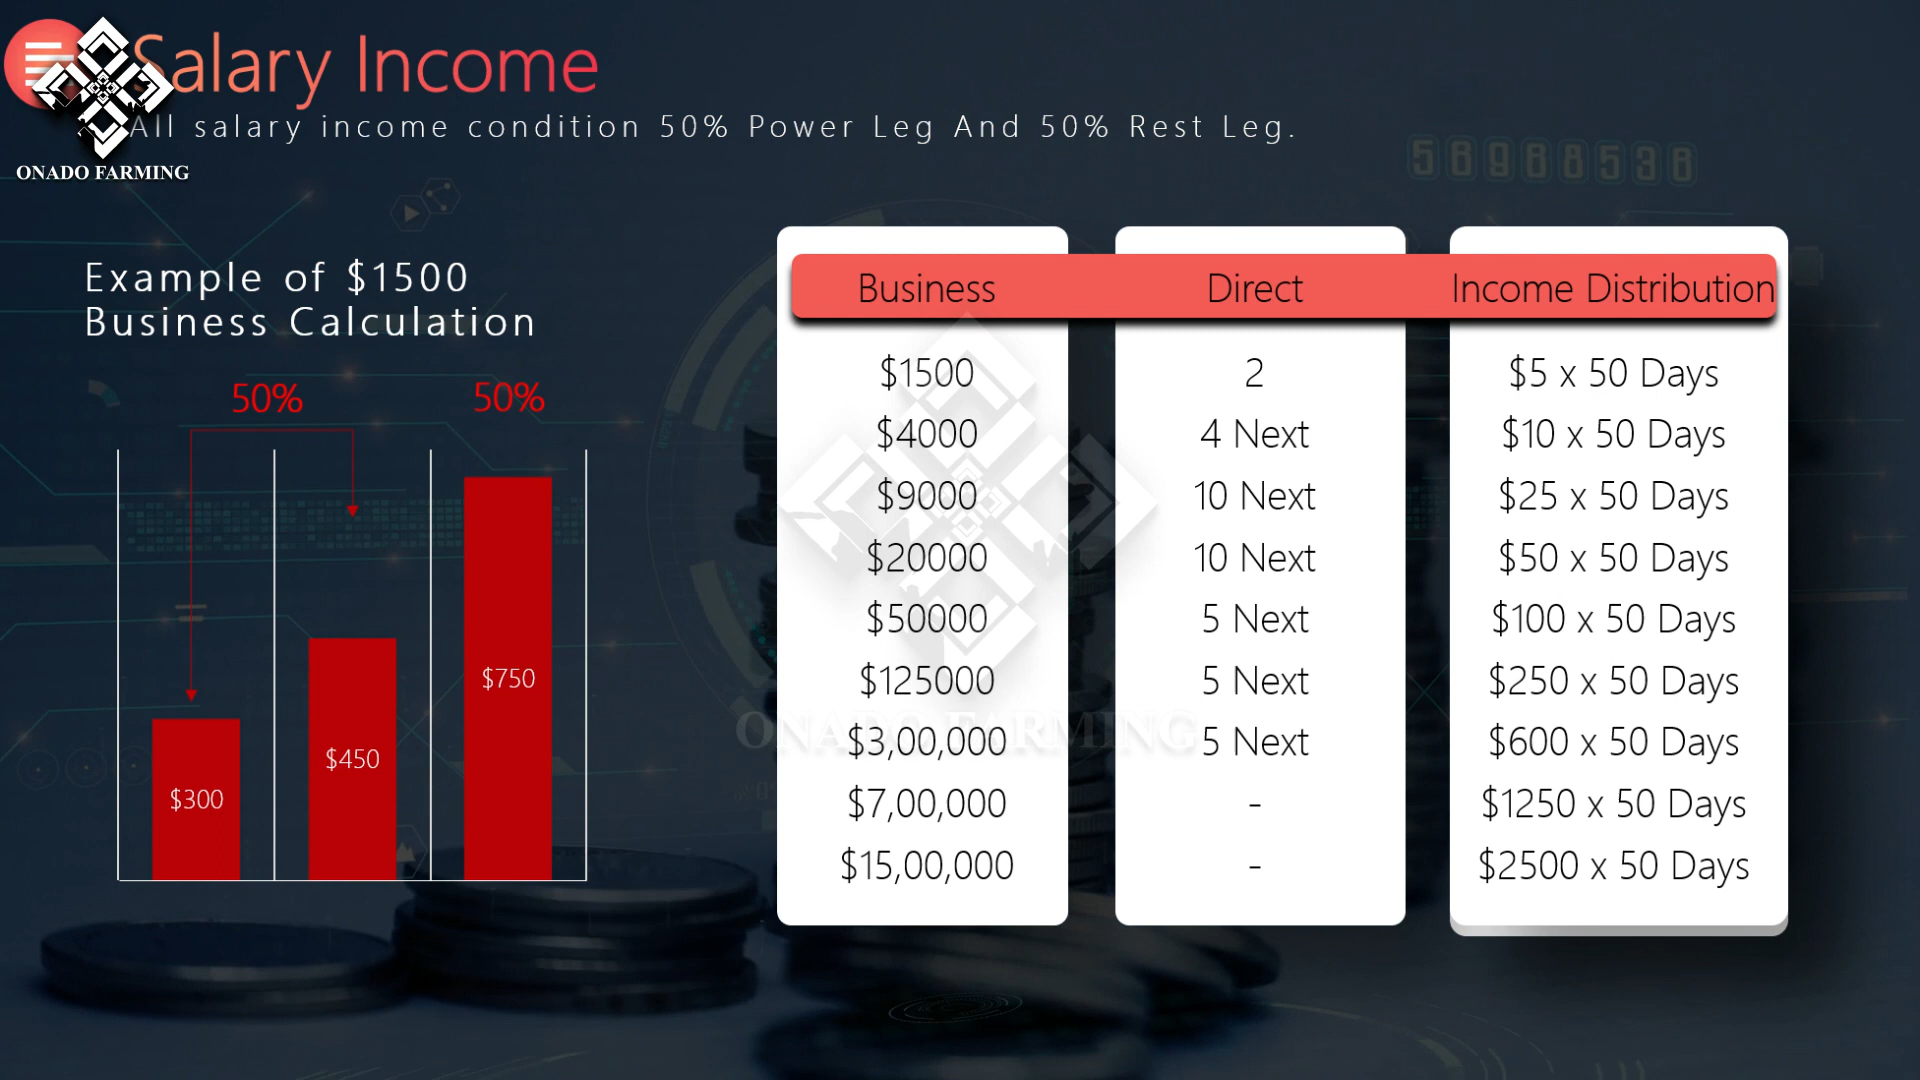 Salary Income
All salary income condition 50% Power Leg And 50% Rest Leg.
ONADO FARMING
56988536
Example of $1500
Business Calculation
50% 50%
$300 $450 $750
Business Direct Income Distribution
$1500 2 $5 x 50 Days
$4000 4 Next $10 x 50 Days
$9000 10 Next $25 x 50 Days
$20000 10 Next $50 x 50 Days
$50000 5 Next $100 x 50 Days
$125000 5 Next $250 x 50 Days
ONADO FARMING
$3,00,000 5 Next $600 x 50 Days
$7,00,000 - $1250 x 50 Days
$15,00,000 - $2500 x 50 Days